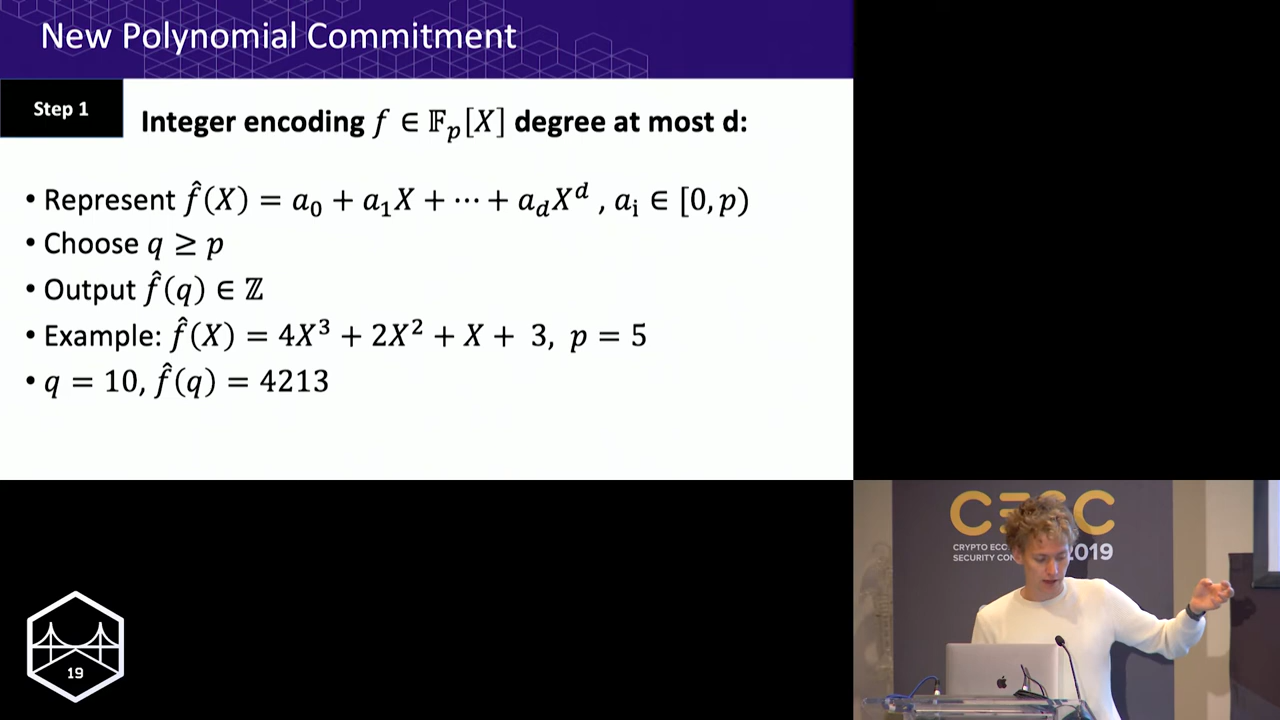 New Polynomial Commitment
Step 1
Integer encoding f ∈ 𝔽ₚ[X] degree at most d:
• Represent f̂(X) = a₀ + a₁X + ⋯ + a_dX^d , aᵢ ∈ [0, p)
• Choose q ≥ p
• Output f̂(q) ∈ ℤ
• Example: f̂(X) = 4X³ + 2X² + X + 3, p = 5
• q = 10, f̂(q) = 4213
19